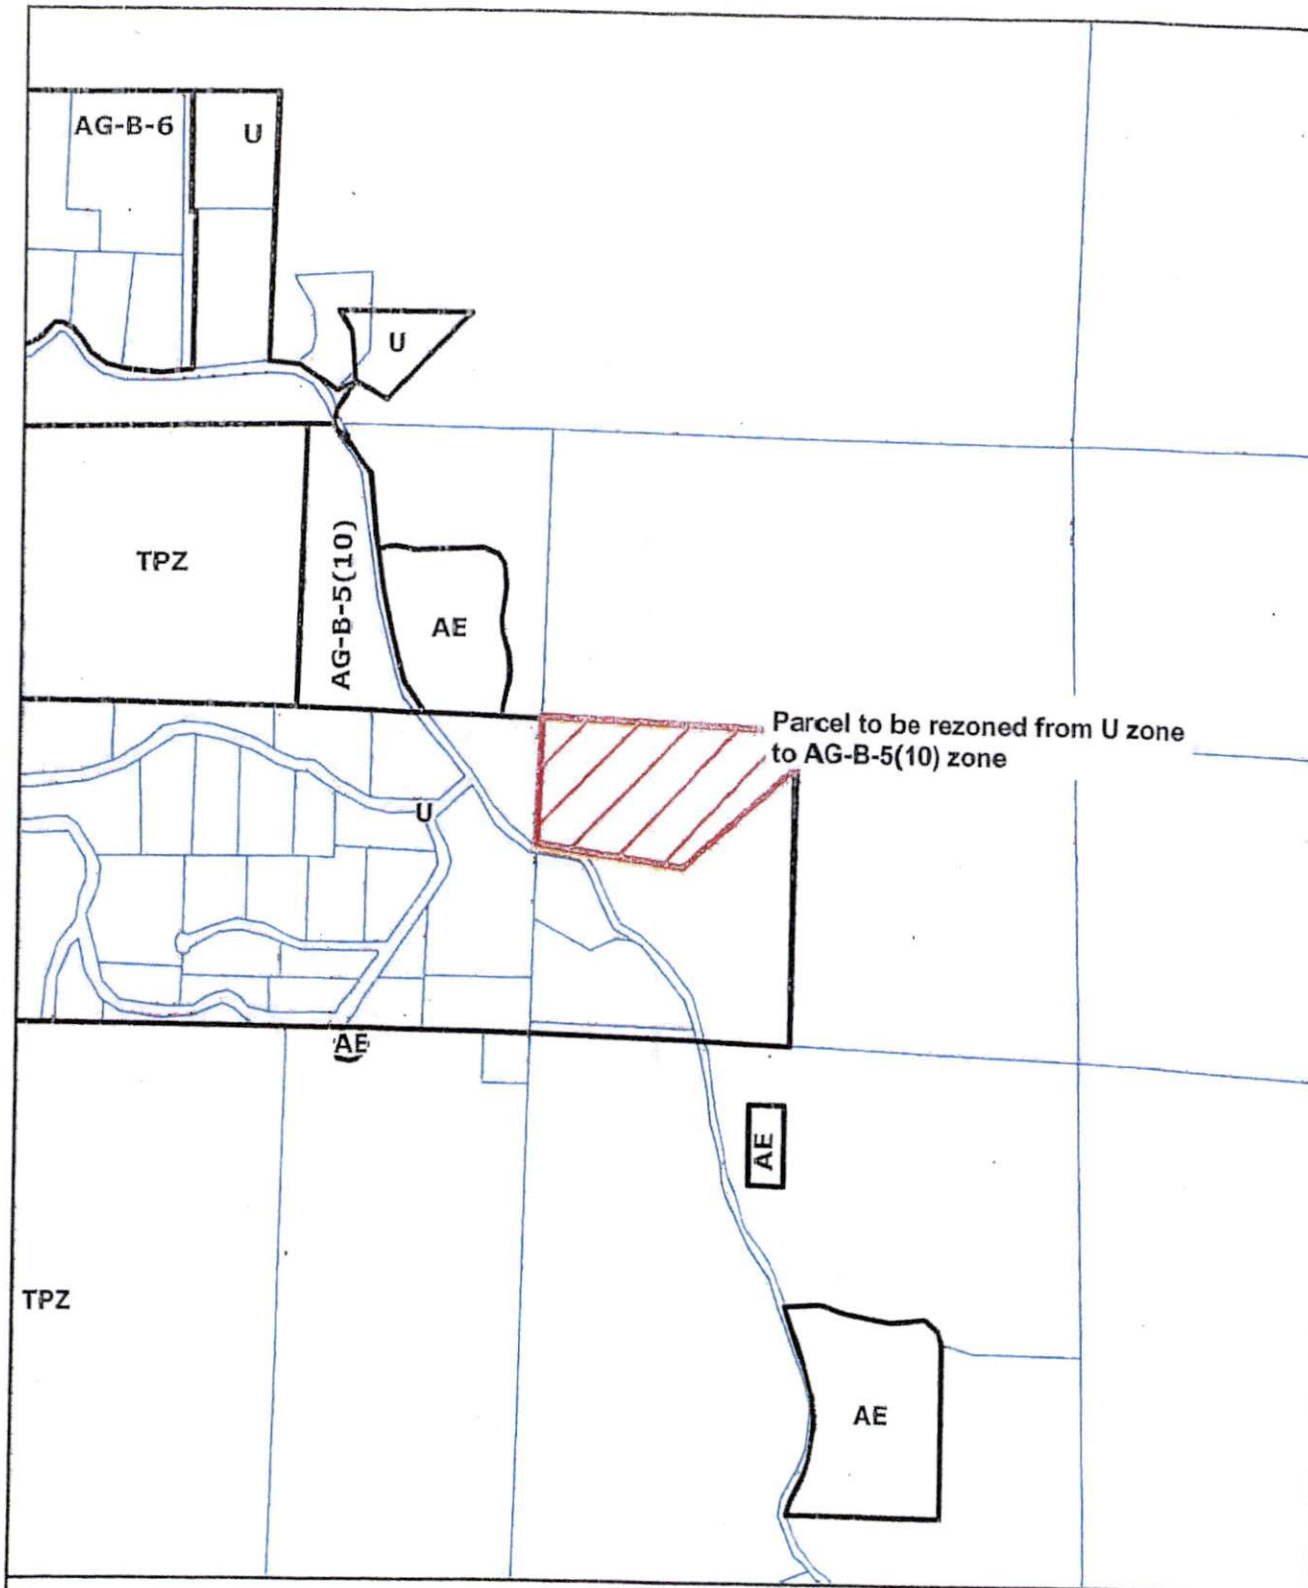 AG-B-6
U
U
TPZ
AG-B-5(10)
AE
Parcel to be rezoned from U zone
to AG-B-5(10) zone
U
AE
AE
TPZ
AE